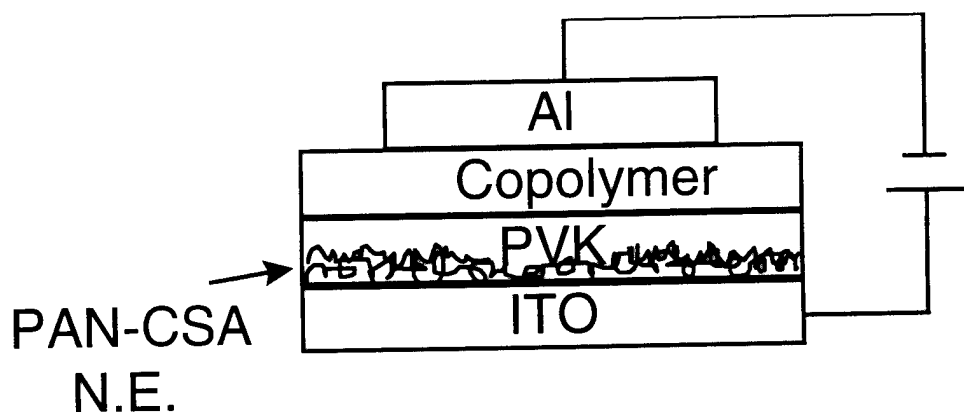 Al
Copolymer
PVK
ITO
PAN-CSA
N.E.